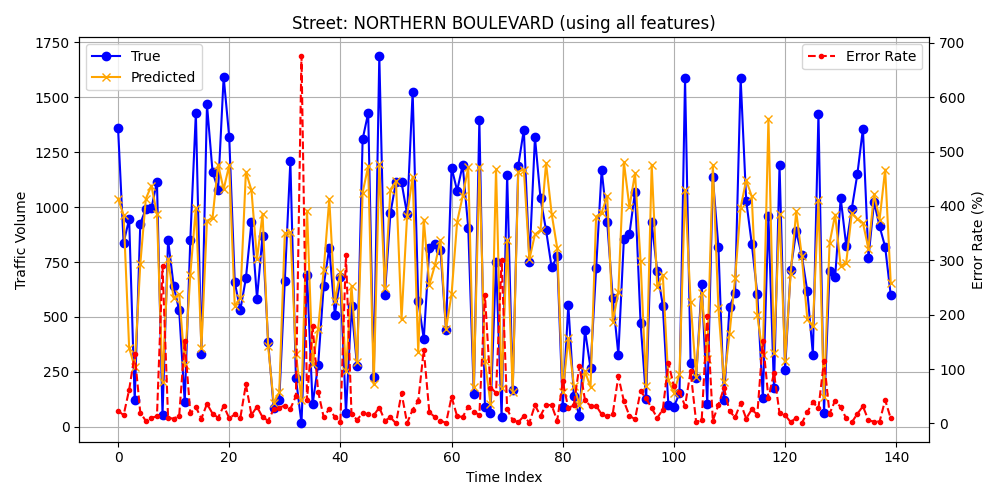 Street: NORTHERN BOULEVARD (using all features)
True
Predicted
Error Rate
Traffic Volume
1750
1500
1250
1000
750
500
250
0
700
600
500
400
300
200
100
0
Error Rate (%)
0 20 40 60 80 100 120 140
Time Index